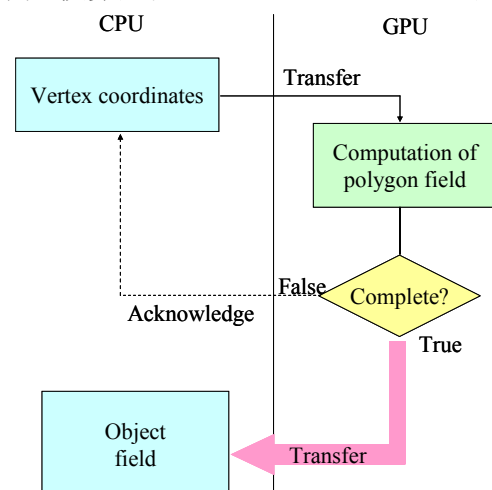 CPU
GPU
Transfer
Vertex coordinates
Computation of
polygon field
False
Complete?
Acknowledge
True
Object
field
Transfer